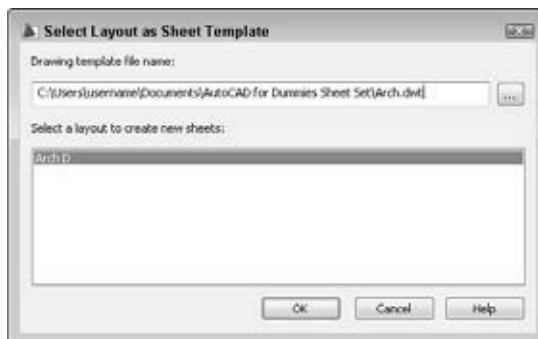 Select Layout as Sheet Template
Drawing template file name:
C:\Users\username\Documents\AutoCAD for Dummies Sheet Set\Arch.dwt
...
Select a layout to create new sheets:
Arch D
OK
Cancel
Help